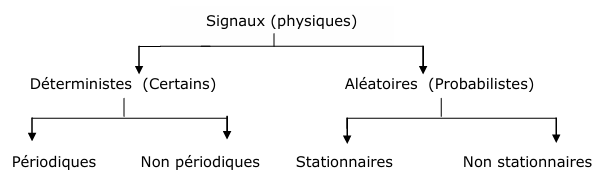 Signaux (physiques)
Déterministes (Certains)
Aléatoires (Probabilistes)
Périodiques
Non périodiques
Stationnaires
Non stationnaires